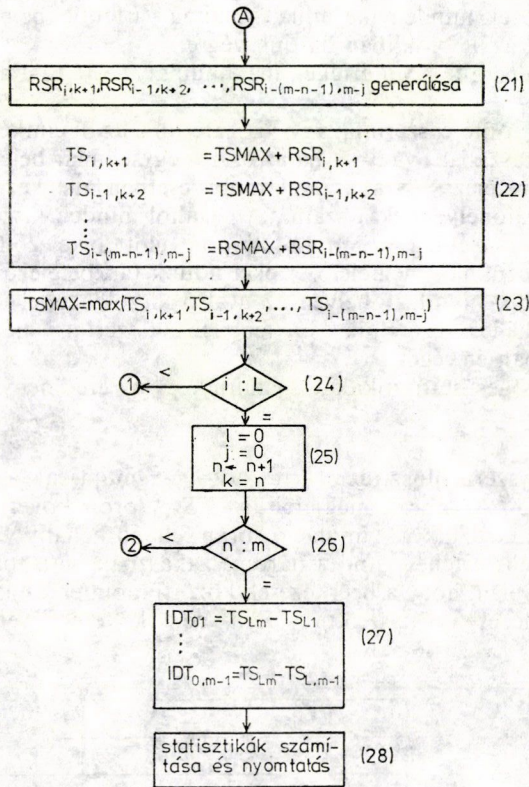 A
RSR_i,k+1, RSR_i-1,k+2, ..., RSR_i-(m-n-1),m-j generálása (21)
TS_i,k+1 = TSMAX + RSR_i,k+1
TS_i-1,k+2 = TSMAX + RSR_i-1,k+2 (22)
⋮
TS_i-(m-n-1),m-j = RSMAX + RSR_i-(m-n-1),m-j
TSMAX = max(TS_i,k+1, TS_i-1,k+2, ..., TS_i-(m-n-1),m-j) (23)
1 < i : L (24)
=
i = 0
j = 0
n ← n+1 (25)
k = n
2 < n : m (26)
=
IDT_01 = TS_Lm - TS_L1
⋮ (27)
IDT_0,m-1 = TS_Lm - TS_L,m-1
statisztikák számí-
tása és nyomtatás (28)